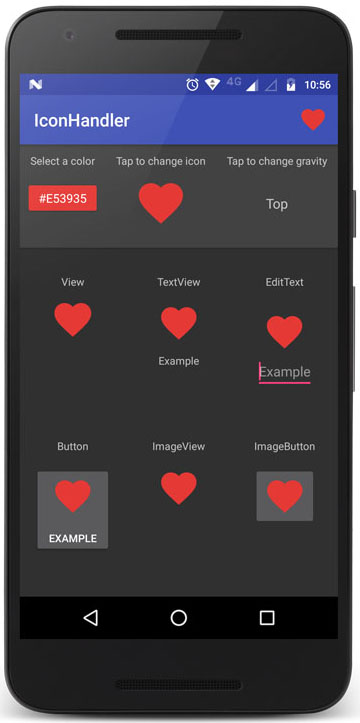 4G 10:56
IconHandler
Select a color Tap to change icon Tap to change gravity
#E53935
Top
View TextView EditText
Example
Example
Button ImageView ImageButton
EXAMPLE